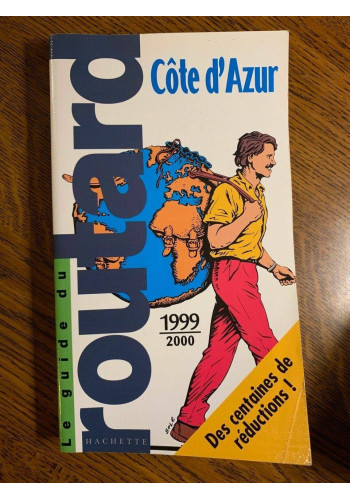 Le guide du
routard
Côte d'Azur
1999
2000
Des centaines de
réductions !
HACHETTE